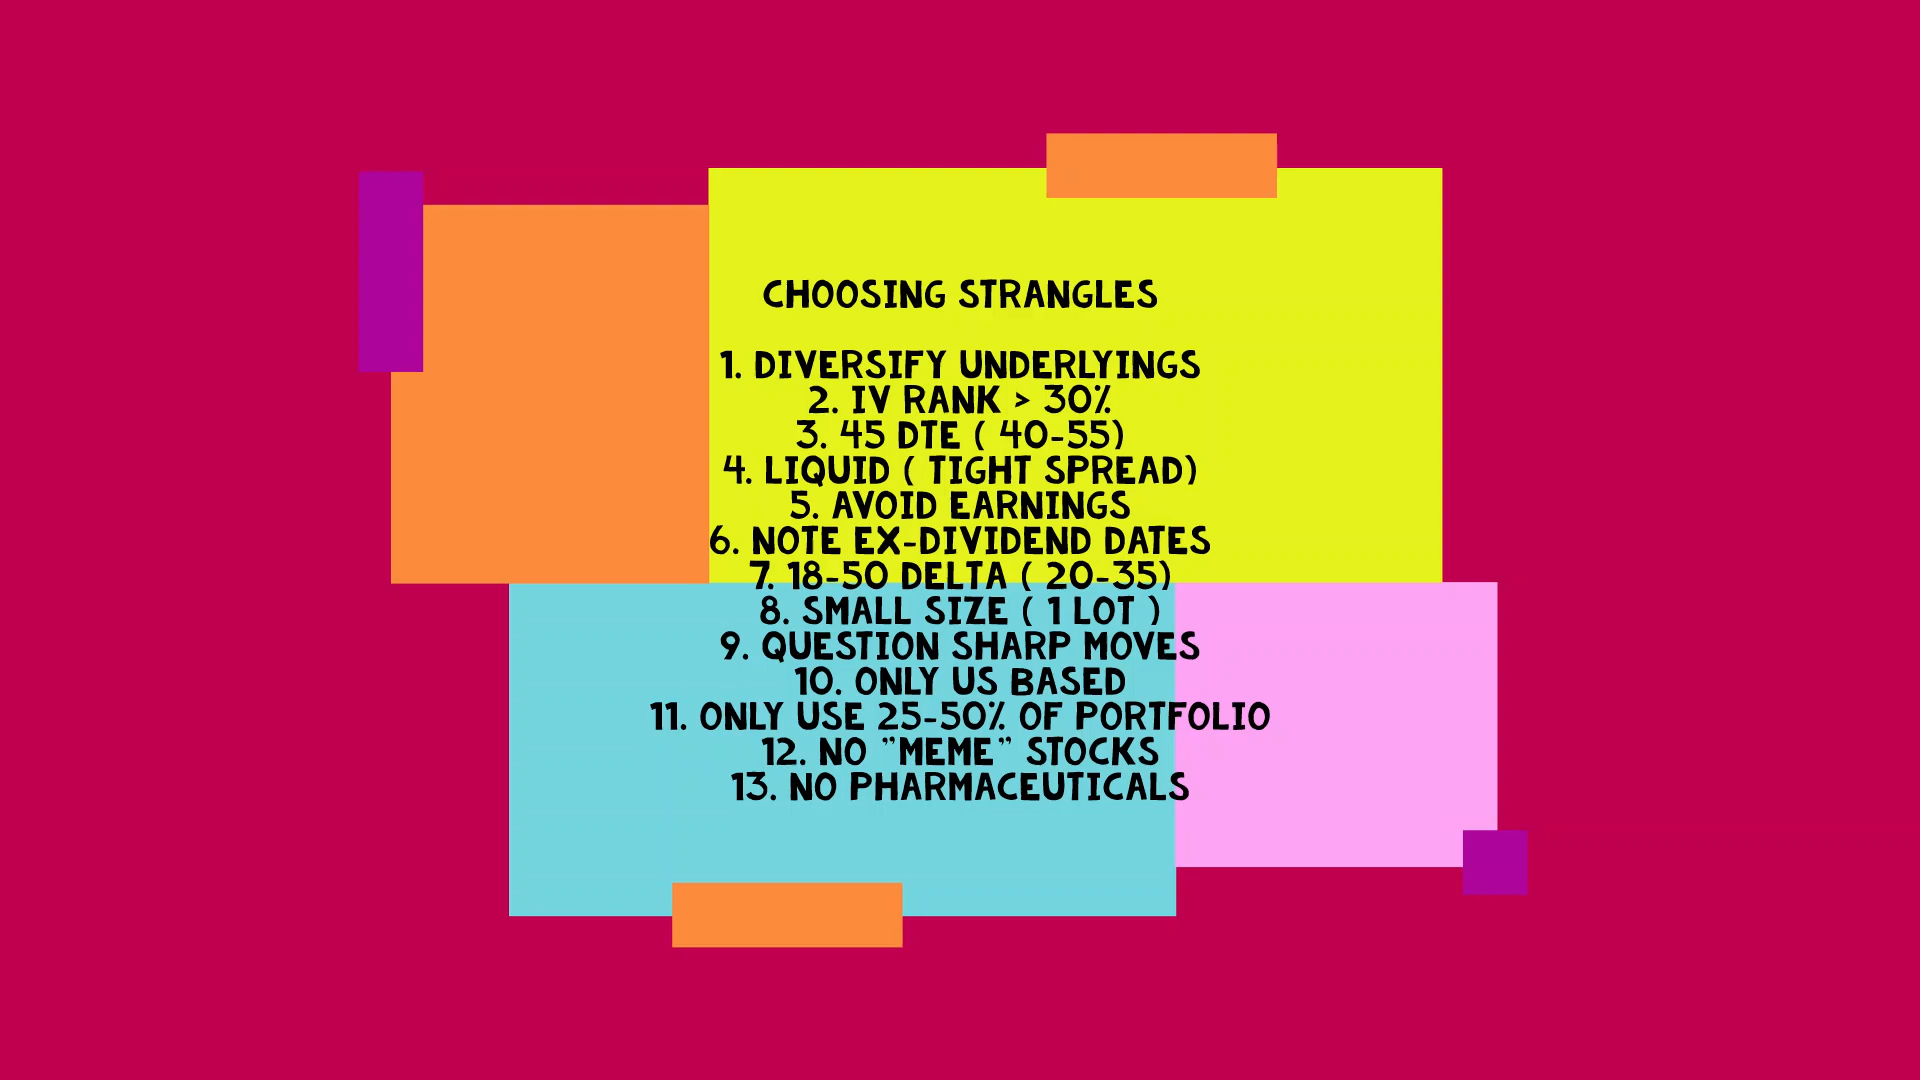 CHOOSING STRANGLES
1. DIVERSIFY UNDERLYINGS
2. IV RANK > 30%
3. 45 DTE ( 40-55)
4. LIQUID ( TIGHT SPREAD)
5. AVOID EARNINGS
6. NOTE EX-DIVIDEND DATES
7. 18-50 DELTA ( 20-35)
8. SMALL SIZE ( 1 LOT )
9. QUESTION SHARP MOVES
10. ONLY US BASED
11. ONLY USE 25-50% OF PORTFOLIO
12. NO "MEME" STOCKS
13. NO PHARMACEUTICALS